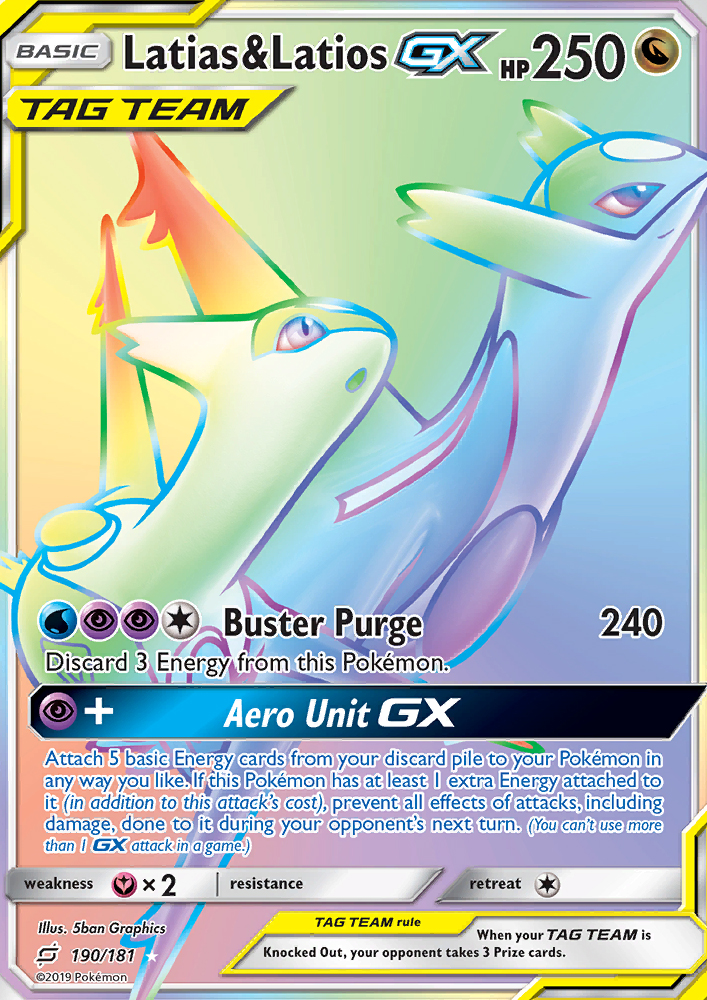 BASIC Latias&Latios GX HP 250
TAG TEAM
Buster Purge 240
Discard 3 Energy from this Pokémon.
+ Aero Unit GX
Attach 5 basic Energy cards from your discard pile to your Pokémon in
any way you like. If this Pokémon has at least 1 extra Energy attached to
it (in addition to this attack's cost), prevent all effects of attacks, including
damage, done to it during your opponent's next turn. (You can't use more
than 1 GX attack in a game.)
weakness ×2 resistance retreat
Illus. 5ban Graphics
190/181
©2019 Pokémon
TAG TEAM rule
When your TAG TEAM is
Knocked Out, your opponent takes 3 Prize cards.